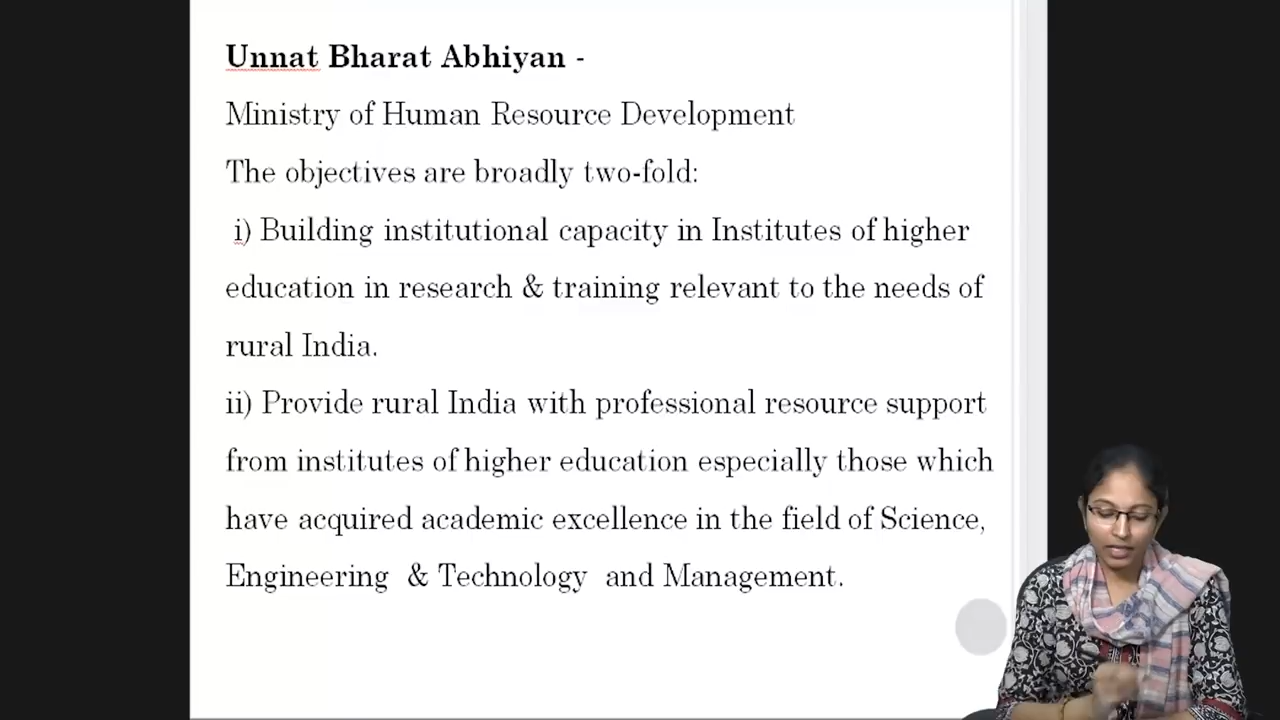 Unnat Bharat Abhiyan -
Ministry of Human Resource Development
The objectives are broadly two-fold:
i) Building institutional capacity in Institutes of higher
education in research & training relevant to the needs of
rural India.
ii) Provide rural India with professional resource support
from institutes of higher education especially those which
have acquired academic excellence in the field of Science,
Engineering & Technology and Management.